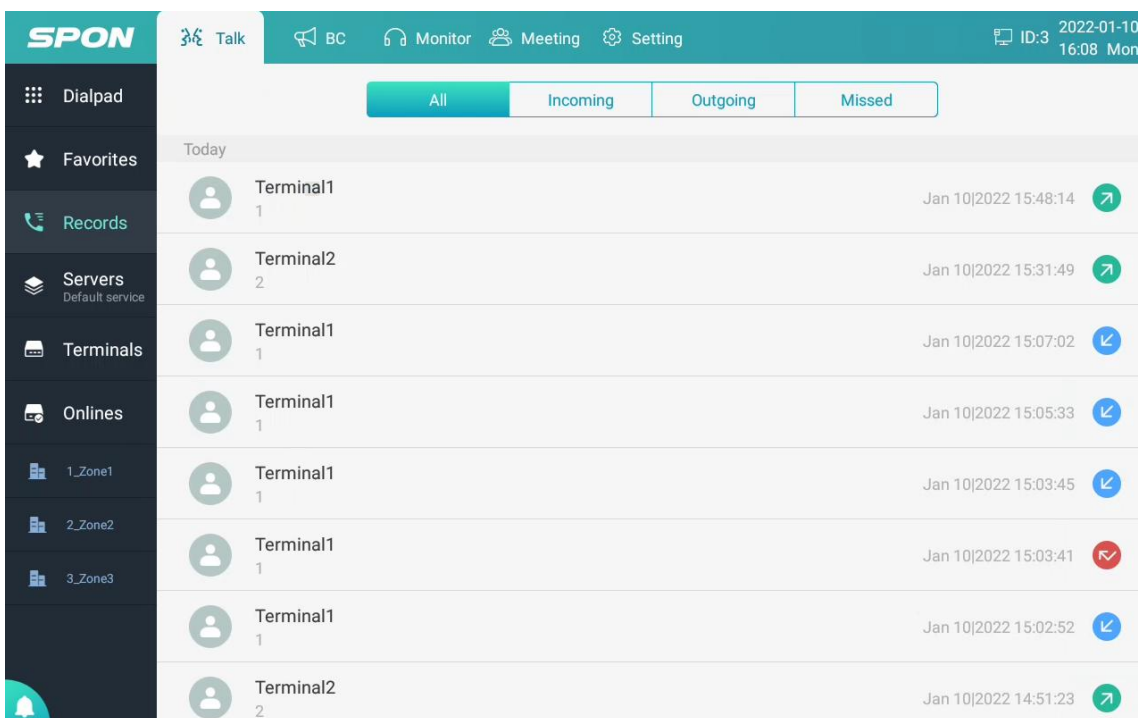 SPON
Talk
BC
Monitor
Meeting
Setting
ID:3
2022-01-10
16:08 Mon
Dialpad
Favorites
Records
Servers
Default service
Terminals
Onlines
1_Zone1
2_Zone2
3_Zone3
All
Incoming
Outgoing
Missed
Today
Terminal1
1
Jan 10|2022 15:48:14
Terminal2
2
Jan 10|2022 15:31:49
Terminal1
1
Jan 10|2022 15:07:02
Terminal1
1
Jan 10|2022 15:05:33
Terminal1
1
Jan 10|2022 15:03:45
Terminal1
1
Jan 10|2022 15:03:41
Terminal1
1
Jan 10|2022 15:02:52
Terminal2
2
Jan 10|2022 14:51:23